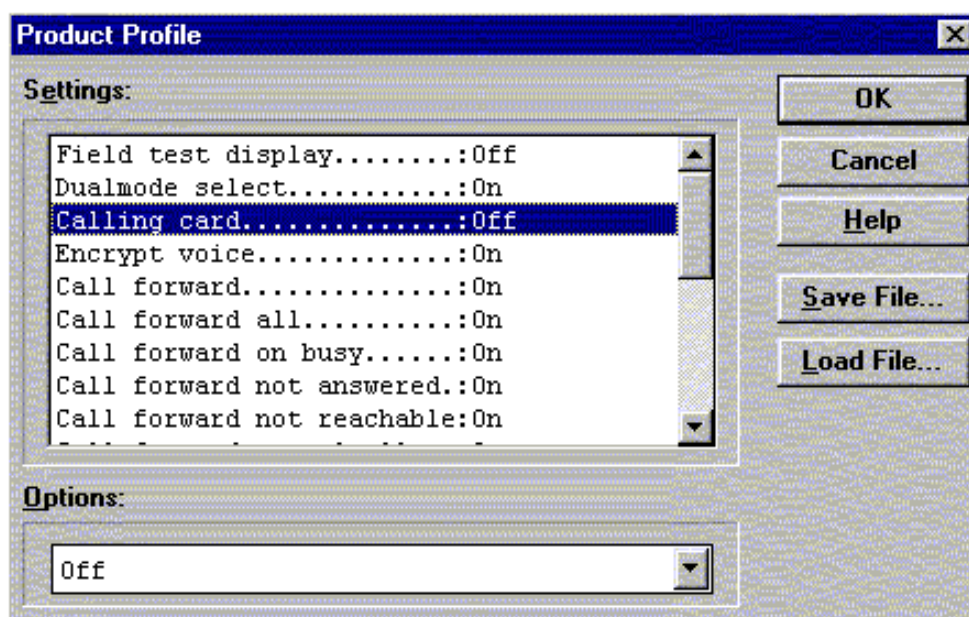 Product Profile
Settings:
Field test display........:Off
Dualmode select...........:On
Calling card..............:Off
Encrypt voice.............:On
Call forward..............:On
Call forward all..........:On
Call forward on busy......:On
Call forward not answered.:On
Call forward not reachable:On
OK
Cancel
Help
Save File...
Load File...
Options:
Off